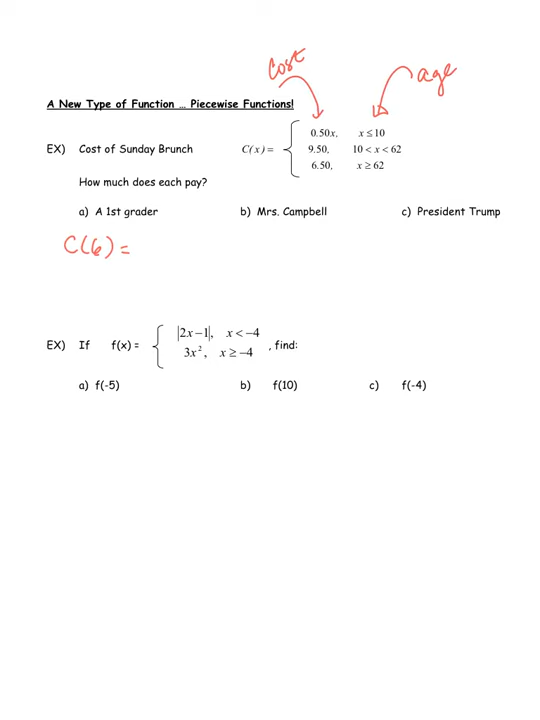 cost
age
A New Type of Function … Piecewise Functions!
EX) Cost of Sunday Brunch C(x) = { 0.50x, x ≤ 10
9.50, 10 < x < 62
6.50, x ≥ 62
How much does each pay?
a) A 1st grader b) Mrs. Campbell c) President Trump
C(6) =
EX) If f(x) = { |2x−1|, x < −4
3x², x ≥ −4 , find:
a) f(-5) b) f(10) c) f(-4)